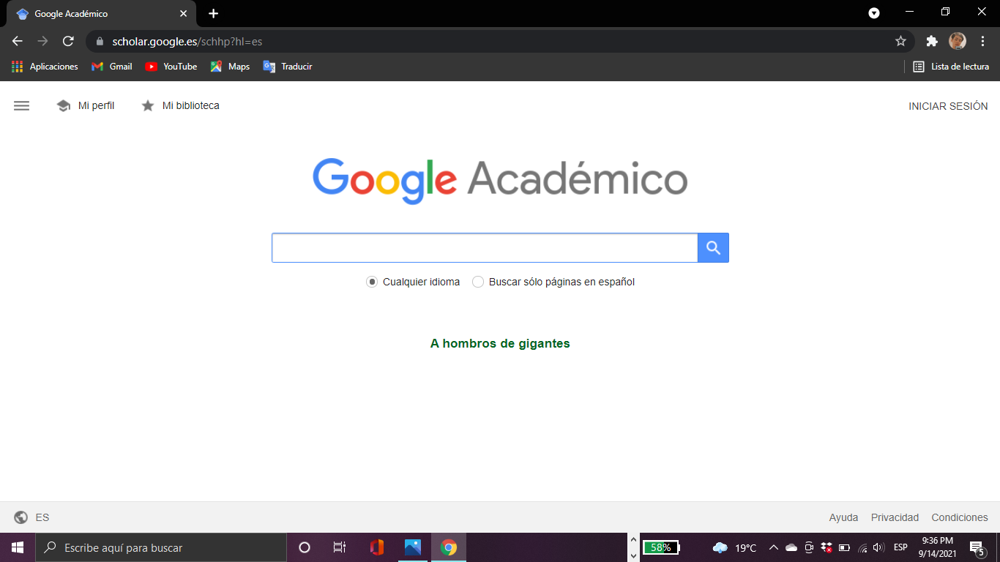 Google Académico
scholar.google.es/schhp?hl=es
Aplicaciones Gmail YouTube Maps Traducir Lista de lectura
Mi perfil Mi biblioteca INICIAR SESIÓN
Google Académico
Cualquier idioma Buscar sólo páginas en español
A hombros de gigantes
ES Ayuda Privacidad Condiciones
Escribe aquí para buscar 58% 19°C ESP 9:36 PM
9/14/2021 5